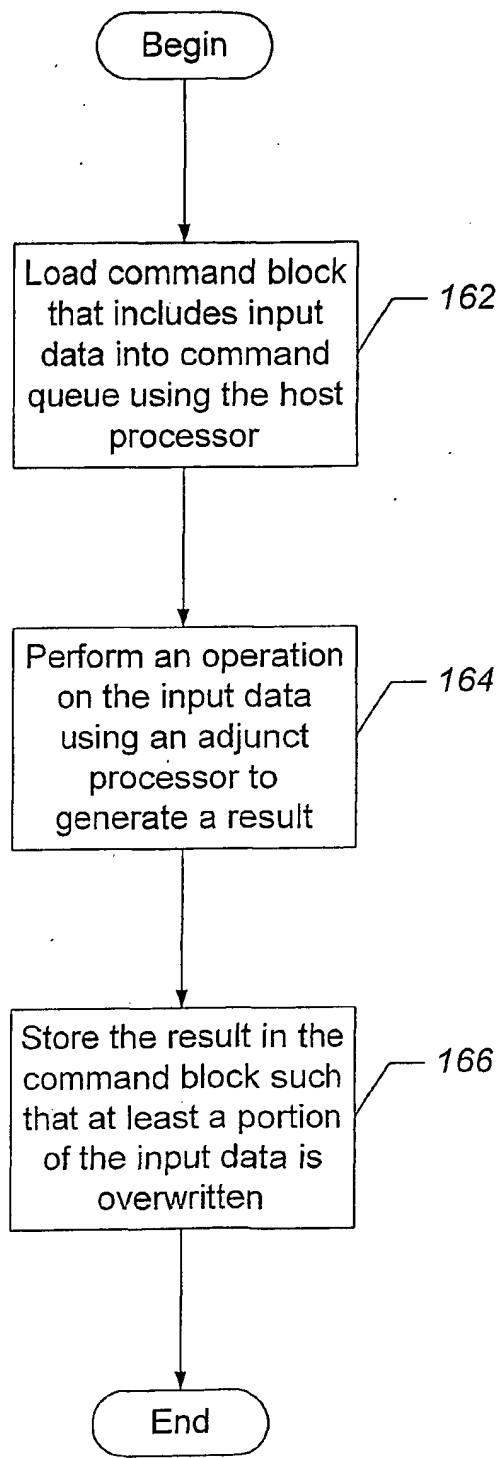 Begin
Load command block
that includes input
data into command
queue using the host
processor
162
Perform an operation
on the input data
using an adjunct
processor to
generate a result
164
Store the result in the
command block such
that at least a portion
of the input data is
overwritten
166
End